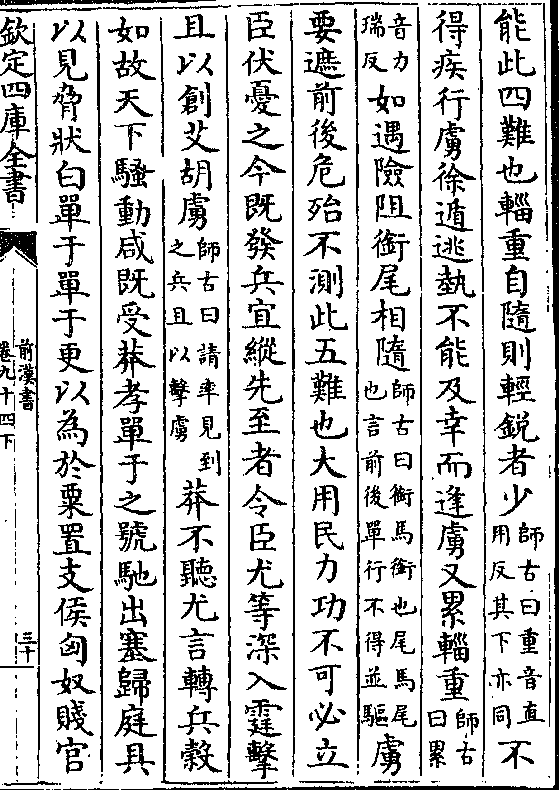 能此四難也輜重自隨則輕銳者少師古曰重音直用反其下亦同不
得疾行虜徐遁逃埶不能及幸而逢虜又累輜重師古曰累
音力瑞反如遇險阻銜尾相隨師古曰銜馬銜也尾馬尾也言前後單行不得並驅虜
要遮前後危殆不測此五難也大用民力功不可必立
臣伏憂之今既發兵宜縱先至者令臣尤等深入霆擊
且以創艾胡虜師古曰請率見到之兵且以擊虜莽不聽尤言轉兵穀
如故天下騷動咸既受莽孝單于之號馳出塞歸庭具
以見脅狀白單于單于更以為於粟置支侯匈奴賤官
欽定四庫全書
前漢書
卷九十四下
三十